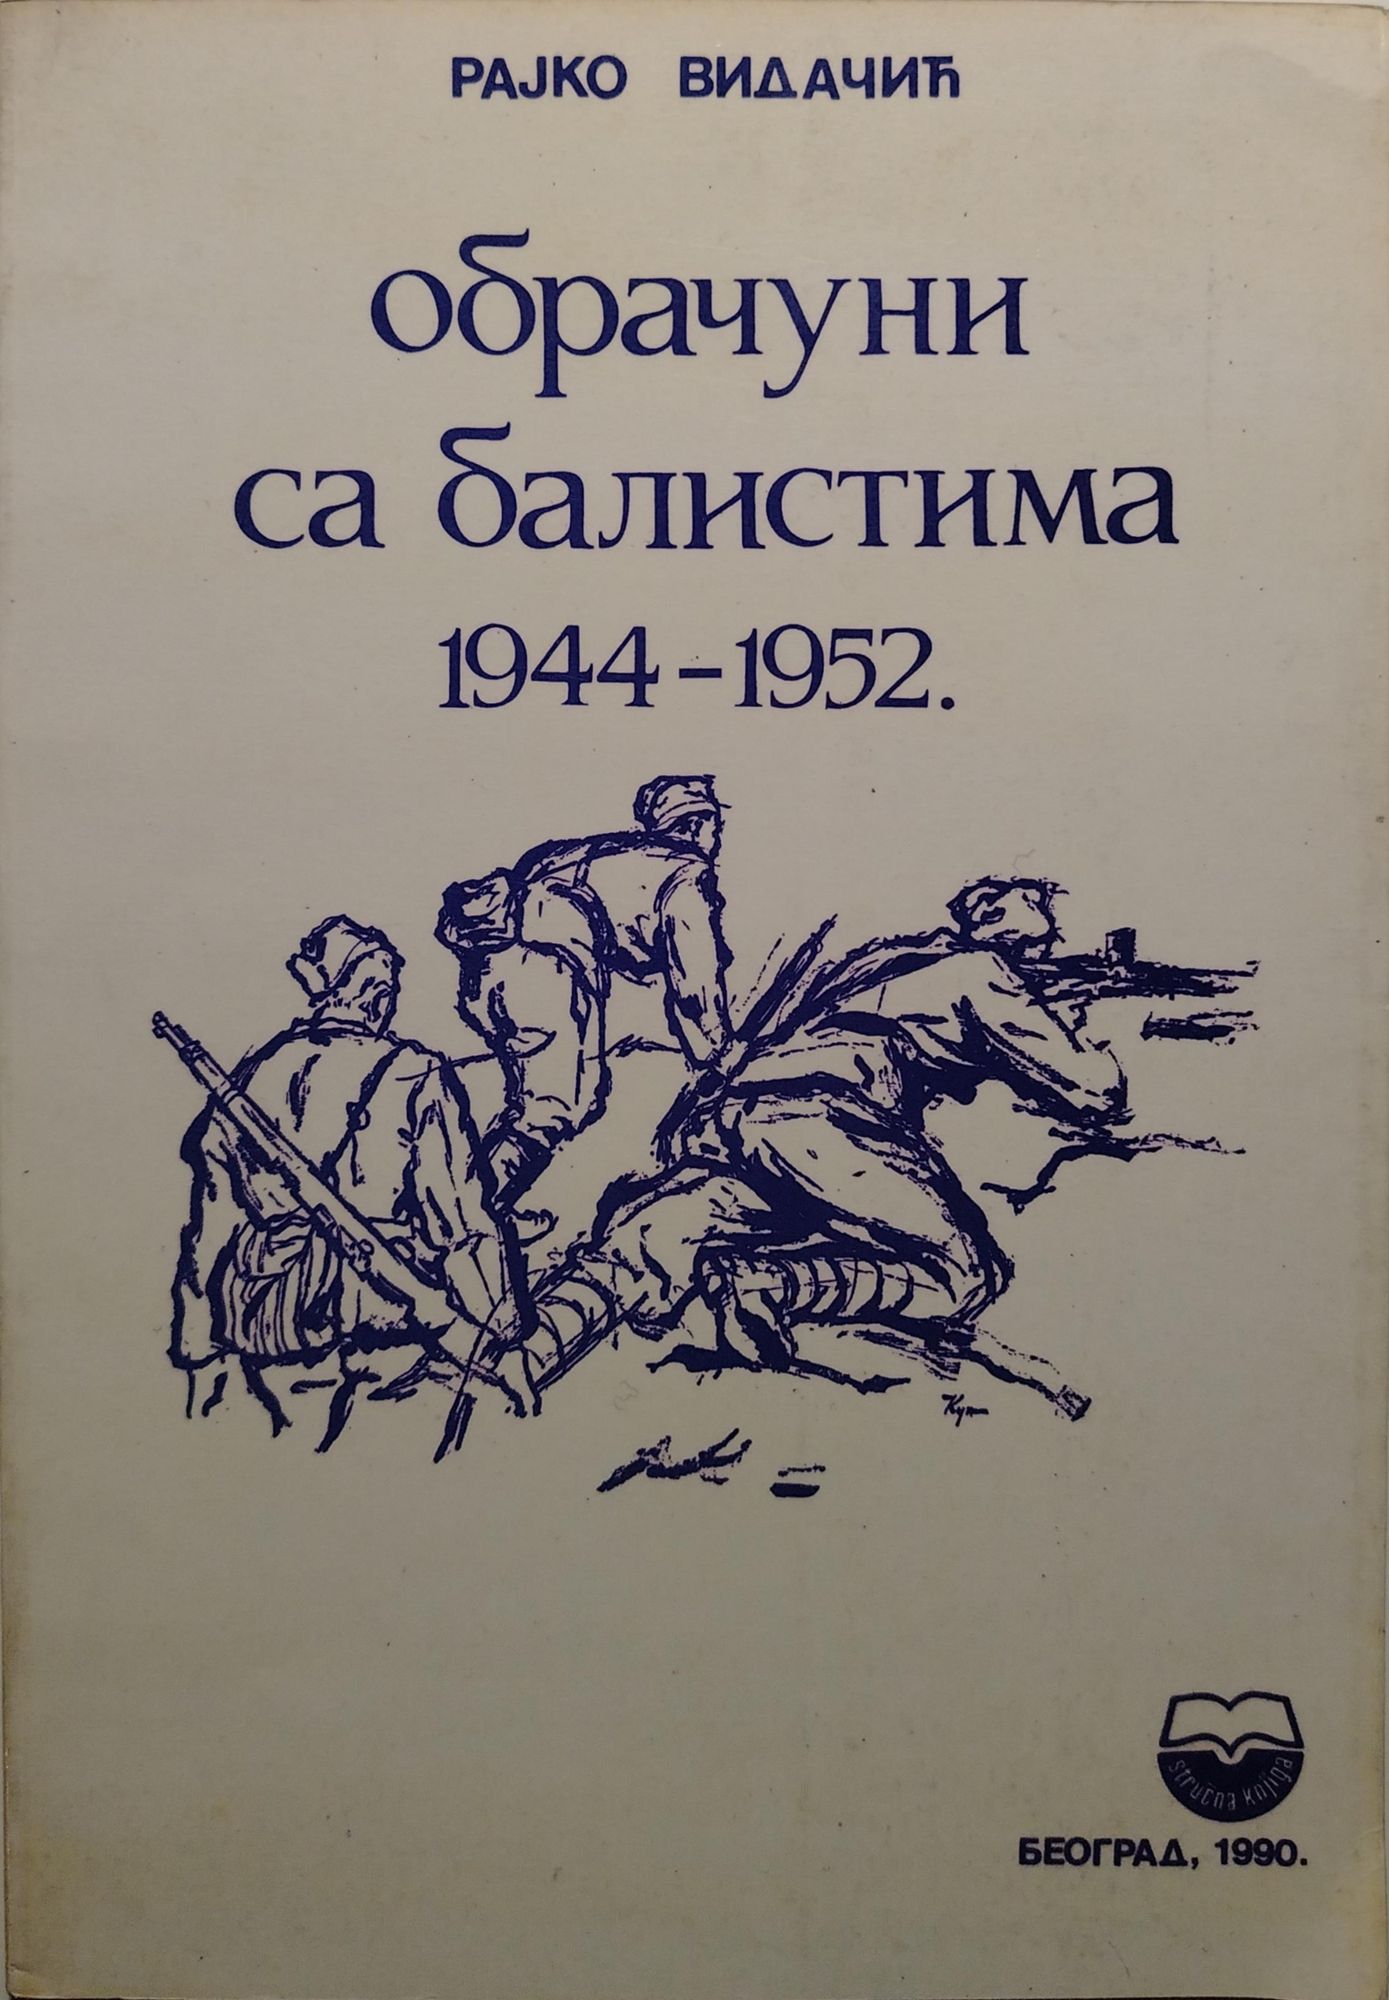 РАЈКО ВИДАЧИЋ
обрачуни
са балистима
1944-1952.
stručna knjiga
БЕОГРАД, 1990.